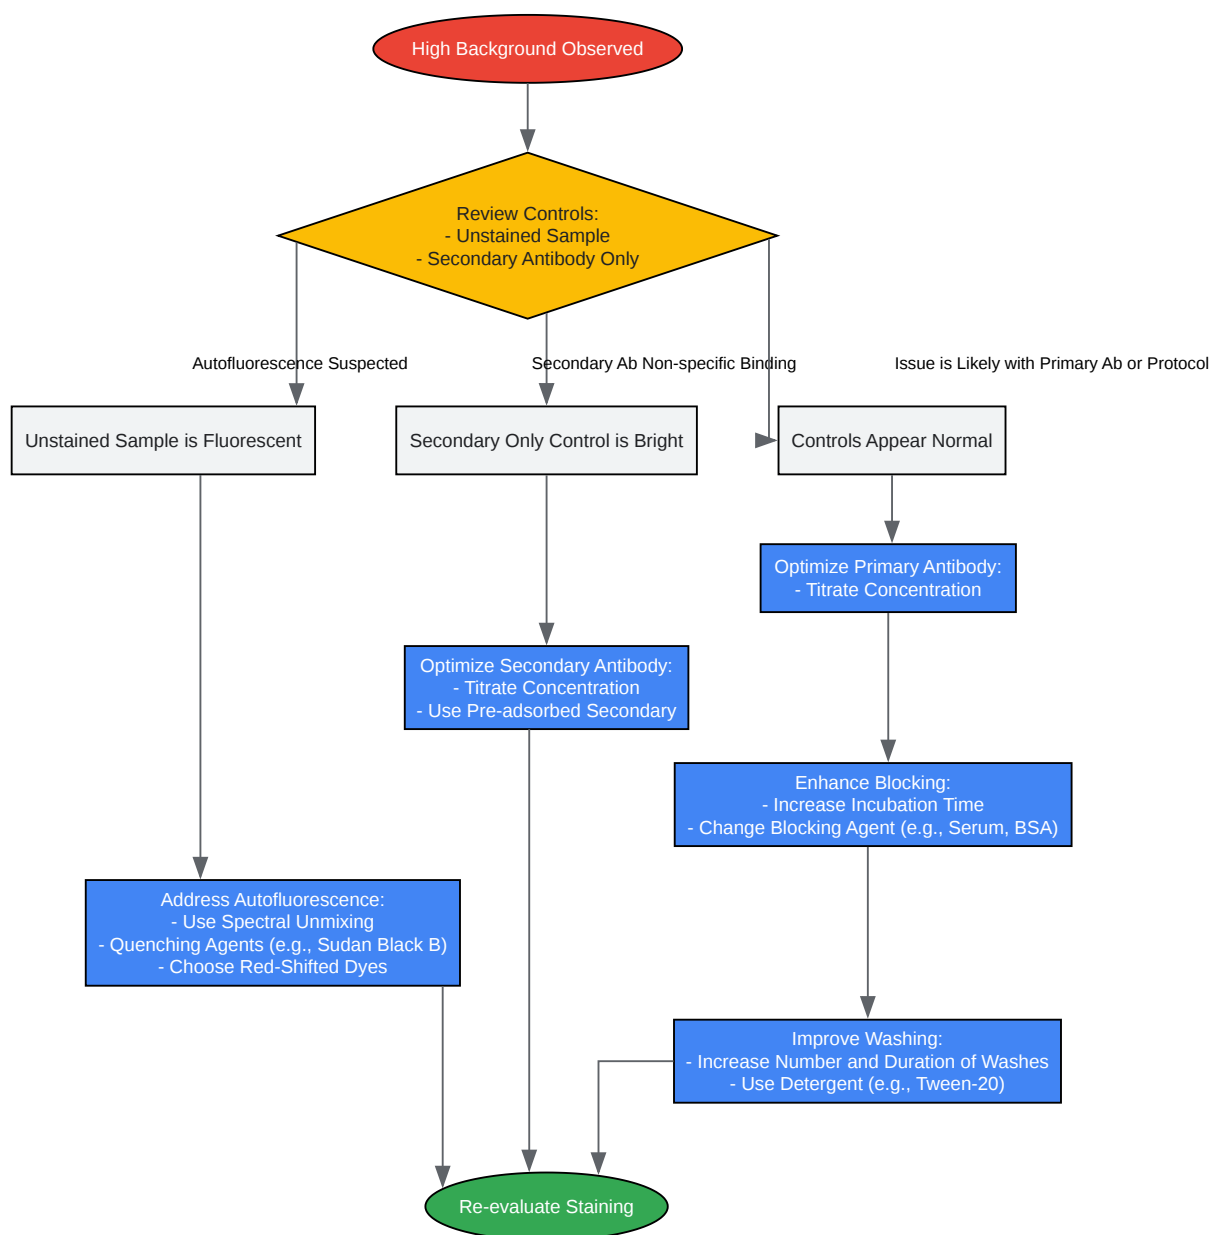 High Background Observed
Review Controls:
- Unstained Sample
- Secondary Antibody Only
Autofluorescence Suspected
Secondary Ab Non-specific Binding
Issue is Likely with Primary Ab or Protocol
Unstained Sample is Fluorescent
Secondary Only Control is Bright
Controls Appear Normal
Optimize Primary Antibody:
- Titrate Concentration
Optimize Secondary Antibody:
- Titrate Concentration
- Use Pre-adsorbed Secondary
Enhance Blocking:
- Increase Incubation Time
- Change Blocking Agent (e.g., Serum, BSA)
Address Autofluorescence:
- Use Spectral Unmixing
- Quenching Agents (e.g., Sudan Black B)
- Choose Red-Shifted Dyes
Improve Washing:
- Increase Number and Duration of Washes
- Use Detergent (e.g., Tween-20)
Re-evaluate Staining